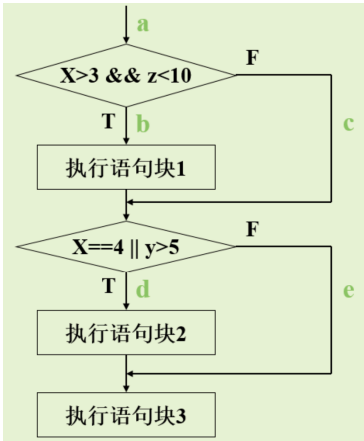 a
X>3 && z<10
F
T b
c
执行语句块1
X==4 || y>5
F
T d
e
执行语句块2
执行语句块3